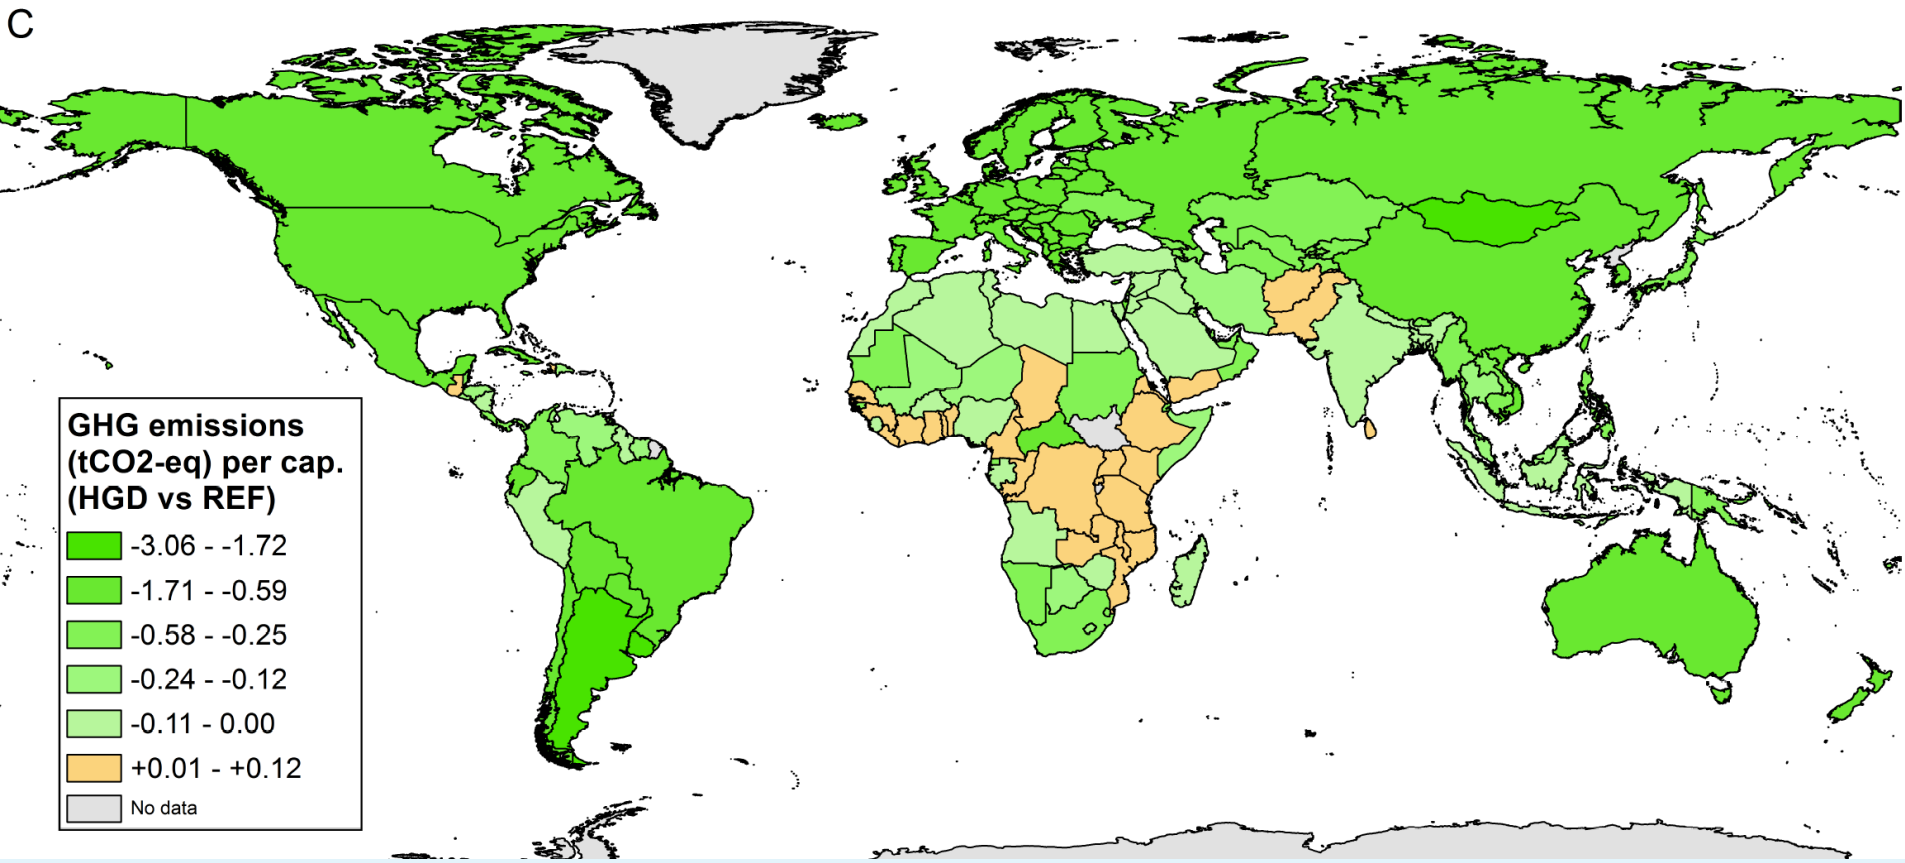 C
GHG emissions
(tCO2-eq) per cap.
(HGD vs REF)
-3.06 - -1.72
-1.71 - -0.59
-0.58 - -0.25
-0.24 - -0.12
-0.11 - 0.00
+0.01 - +0.12
No data